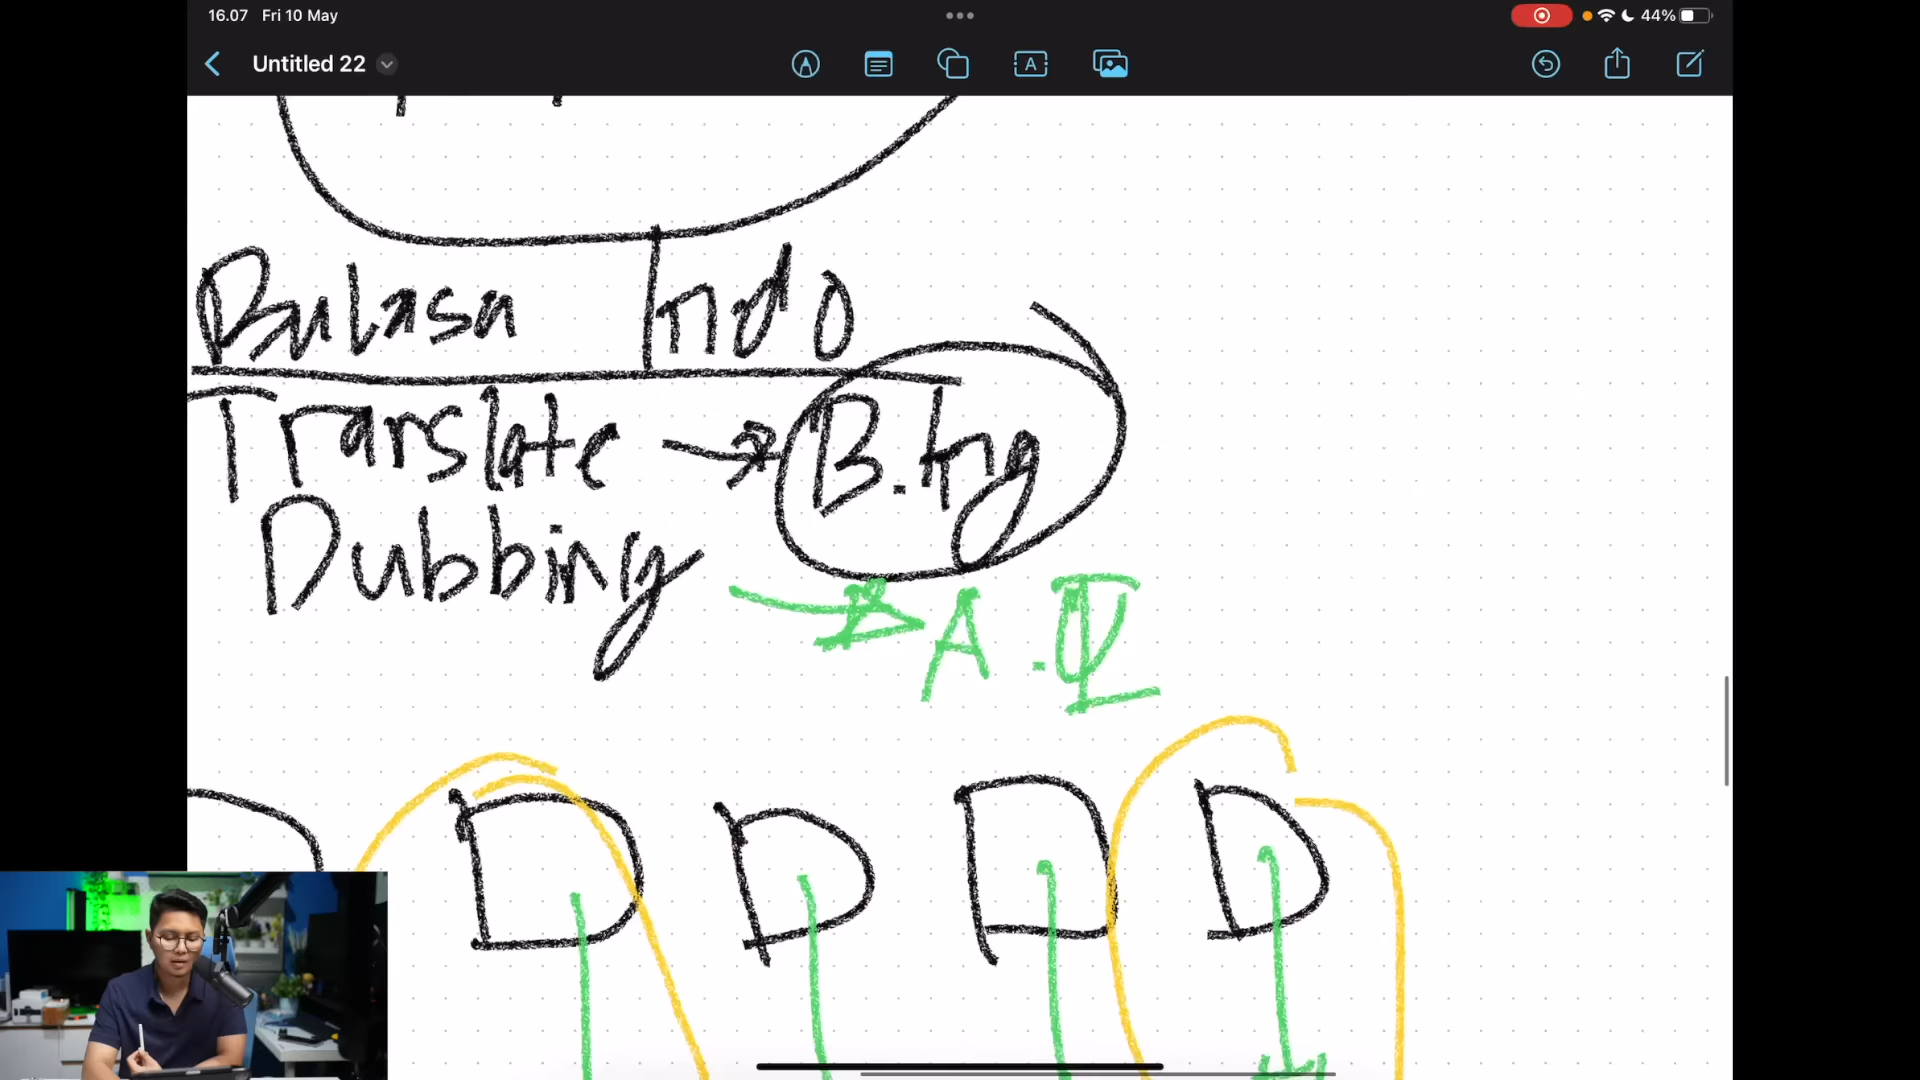 16.07 Fri 10 May
44%
Untitled 22
Bahasa Indo
Translate → B.Ing
Dubbing
→ A.I
D D D D